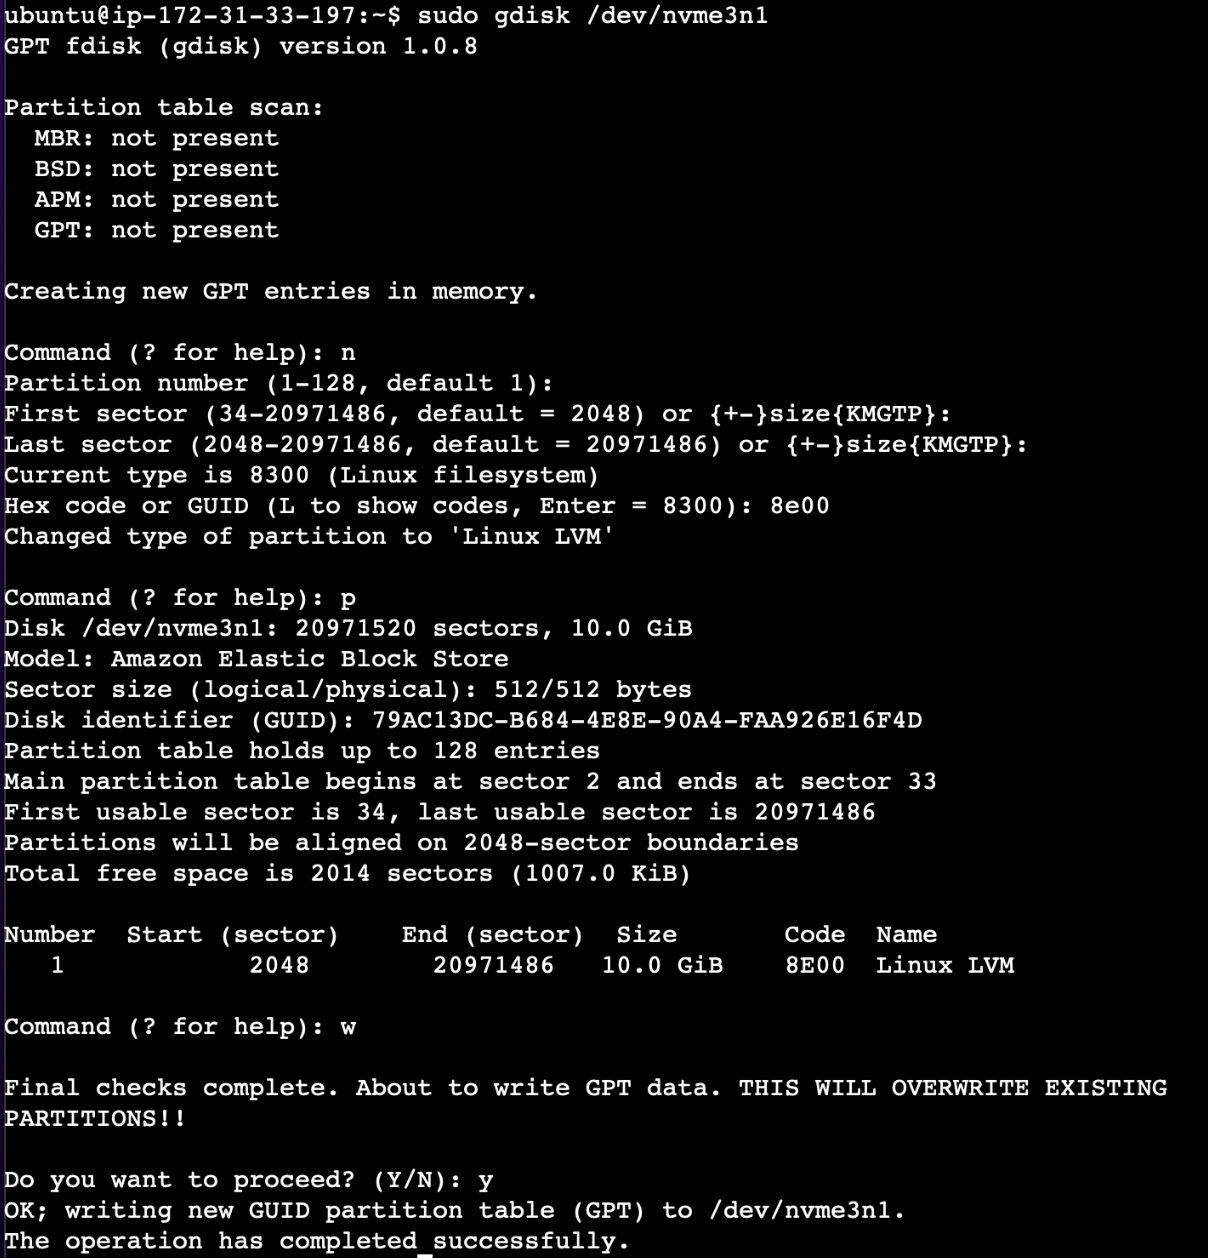 ubuntu@ip-172-31-33-197:~$ sudo gdisk /dev/nvme3n1
GPT fdisk (gdisk) version 1.0.8
Partition table scan:
MBR: not present
BSD: not present
APM: not present
GPT: not present
Creating new GPT entries in memory.
Command (? for help): n
Partition number (1-128, default 1):
First sector (34-20971486, default = 2048) or {+-}size{KMGTP}:
Last sector (2048-20971486, default = 20971486) or {+-}size{KMGTP}:
Current type is 8300 (Linux filesystem)
Hex code or GUID (L to show codes, Enter = 8300): 8e00
Changed type of partition to 'Linux LVM'
Command (? for help): p
Disk /dev/nvme3n1: 20971520 sectors, 10.0 GiB
Model: Amazon Elastic Block Store
Sector size (logical/physical): 512/512 bytes
Disk identifier (GUID): 79AC13DC-B684-4E8E-90A4-FAA926E16F4D
Partition table holds up to 128 entries
Main partition table begins at sector 2 and ends at sector 33
First usable sector is 34, last usable sector is 20971486
Partitions will be aligned on 2048-sector boundaries
Total free space is 2014 sectors (1007.0 KiB)
Number  Start (sector)    End (sector)  Size       Code  Name
1            2048        20971486   10.0 GiB    8E00  Linux LVM
Command (? for help): w
Final checks complete. About to write GPT data. THIS WILL OVERWRITE EXISTING
PARTITIONS!!
Do you want to proceed? (Y/N): y
OK; writing new GUID partition table (GPT) to /dev/nvme3n1.
The operation has completed successfully.